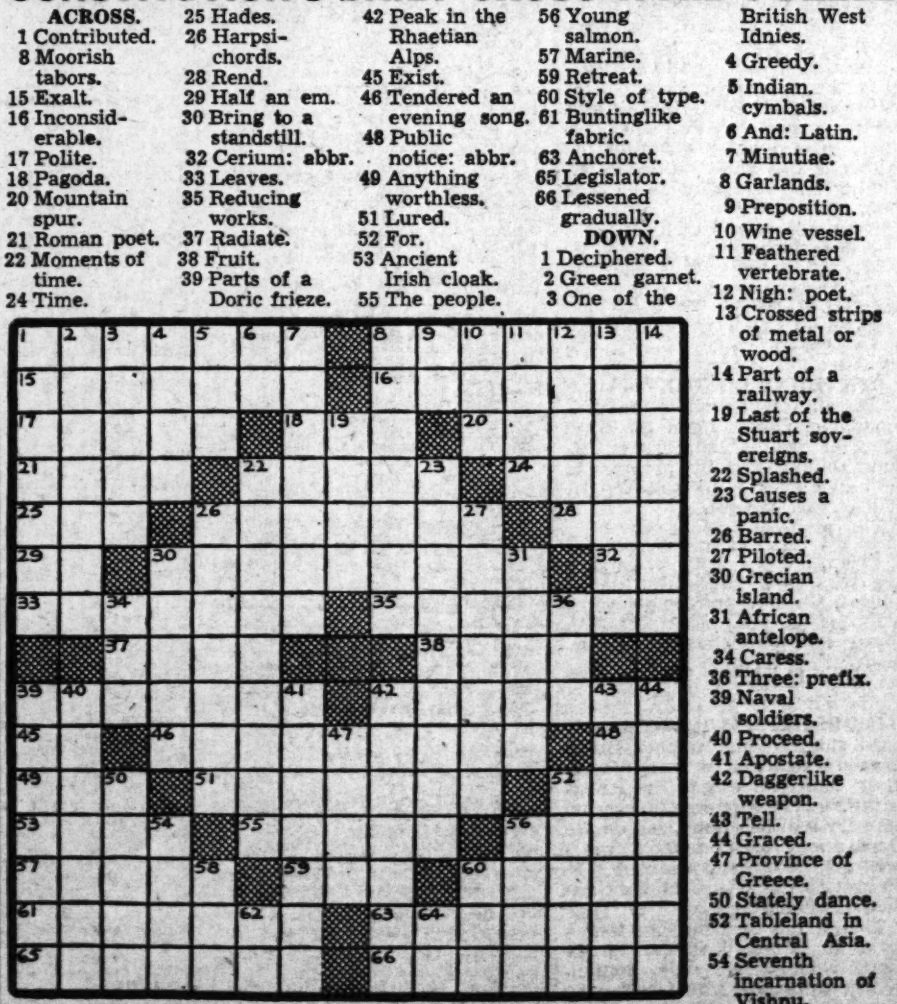 ACROSS.
1 Contributed.
8 Moorish
tabors.
15 Exalt.
16 Inconsid-
erable.
17 Polite.
18 Pagoda.
20 Mountain
spur.
21 Roman poet.
22 Moments of
time.
24 Time.
25 Hades.
26 Harpsi-
chords.
28 Rend.
29 Half an em.
30 Bring to a
standstill.
32 Cerium: abbr.
33 Leaves.
35 Reducing
works.
37 Radiate.
38 Fruit.
39 Parts of a
Doric frieze.
42 Peak in the
Rhaetian
Alps.
45 Exist.
46 Tendered an
evening song.
48 Public
notice: abbr.
49 Anything
worthless.
51 Lured.
52 For.
53 Ancient
Irish cloak.
55 The people.
56 Young
salmon.
57 Marine.
59 Retreat.
60 Style of type.
61 Buntinglike
fabric.
63 Anchoret.
65 Legislator.
66 Lessened
gradually.
DOWN.
1 Deciphered.
2 Green garnet.
3 One of the
British West
Idnies.
4 Greedy.
5 Indian.
cymbals.
6 And: Latin.
7 Minutiae.
8 Garlands.
9 Preposition.
10 Wine vessel.
11 Feathered
vertebrate.
12 Nigh: poet.
13 Crossed strips
of metal or
wood.
14 Part of a
railway.
19 Last of the
Stuart sov-
ereigns.
22 Splashed.
23 Causes a
panic.
26 Barred.
27 Piloted.
30 Grecian
island.
31 African
antelope.
34 Caress.
36 Three: prefix.
39 Naval
soldiers.
40 Proceed.
41 Apostate.
42 Daggerlike
weapon.
43 Tell.
44 Graced.
47 Province of
Greece.
50 Stately dance.
52 Tableland in
Central Asia.
54 Seventh
incarnation of
Vishnu.
1 2 3 4 5 6 7 8 9 10 11 12 13 14
15 16
17 18 19 20
21 22 23 24
25 26 27 28
29 30 31 32
33 34 35 36
37 38
39 40 41 42 43 44
45 46 47 48
49 50 51 52
53 54 55 56
57 58 59 60
61 62 63 64
65 66